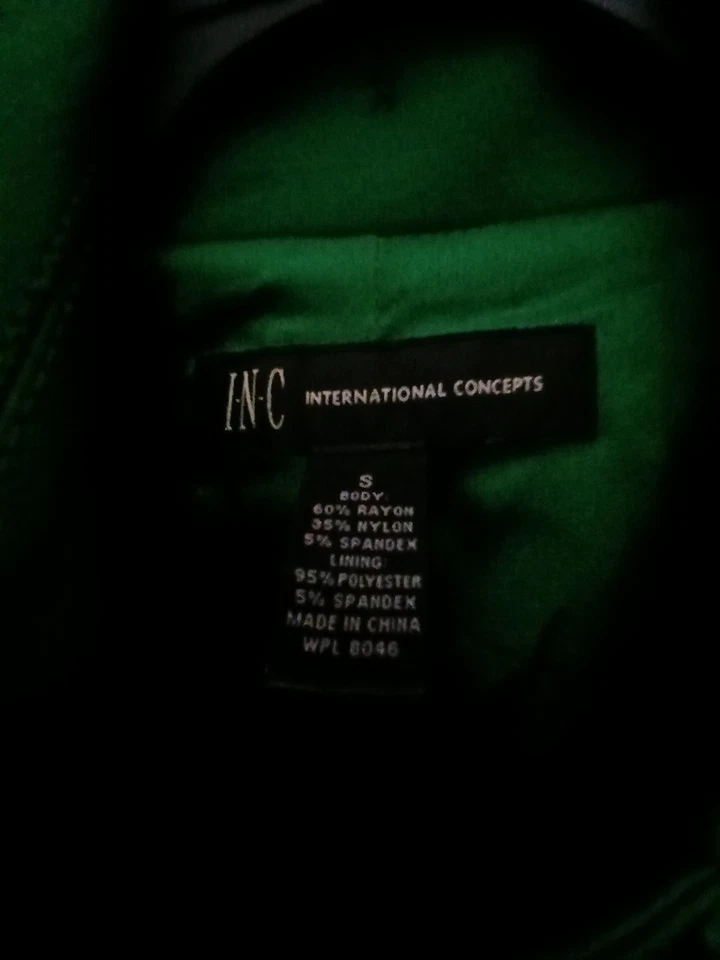 I·N·C INTERNATIONAL CONCEPTS
S
BODY:
60% RAYON
35% NYLON
5% SPANDEX
LINING:
95% POLYESTER
5% SPANDEX
MADE IN CHINA
WPL 8046